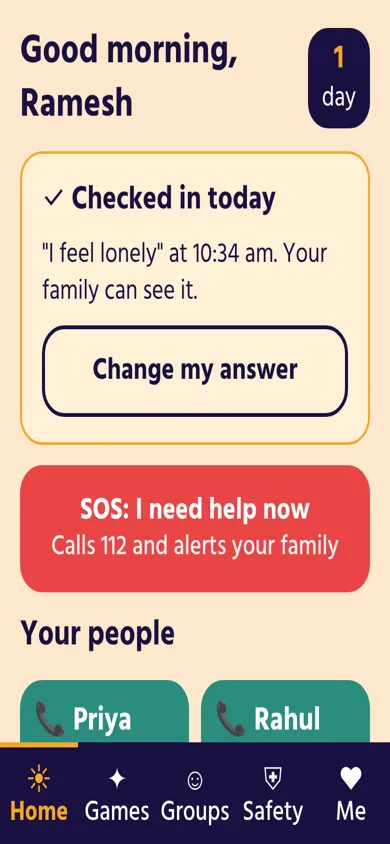 Good morning,
Ramesh
1
day
✓ Checked in today
"I feel lonely" at 10:34 am. Your
family can see it.
Change my answer
SOS: I need help now
Calls 112 and alerts your family
Your people
Priya
Rahul
Home
Games
Groups
Safety
Me